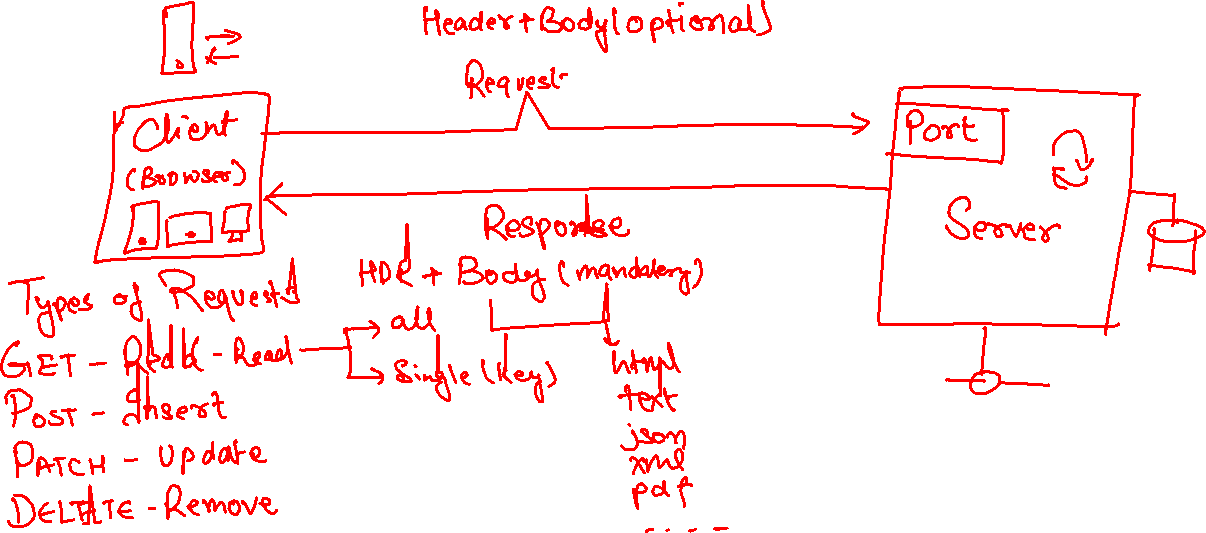 Header+Body(optional)
Request
Client
(Browser)
Port
Server
Response
HDR + Body (mandatory)
Types of Requests
GET - - Read
all
Single (Key)
POST - Insert
PATCH - Update
DELETE - Remove
html
text
json
xml
pdf
- - - -